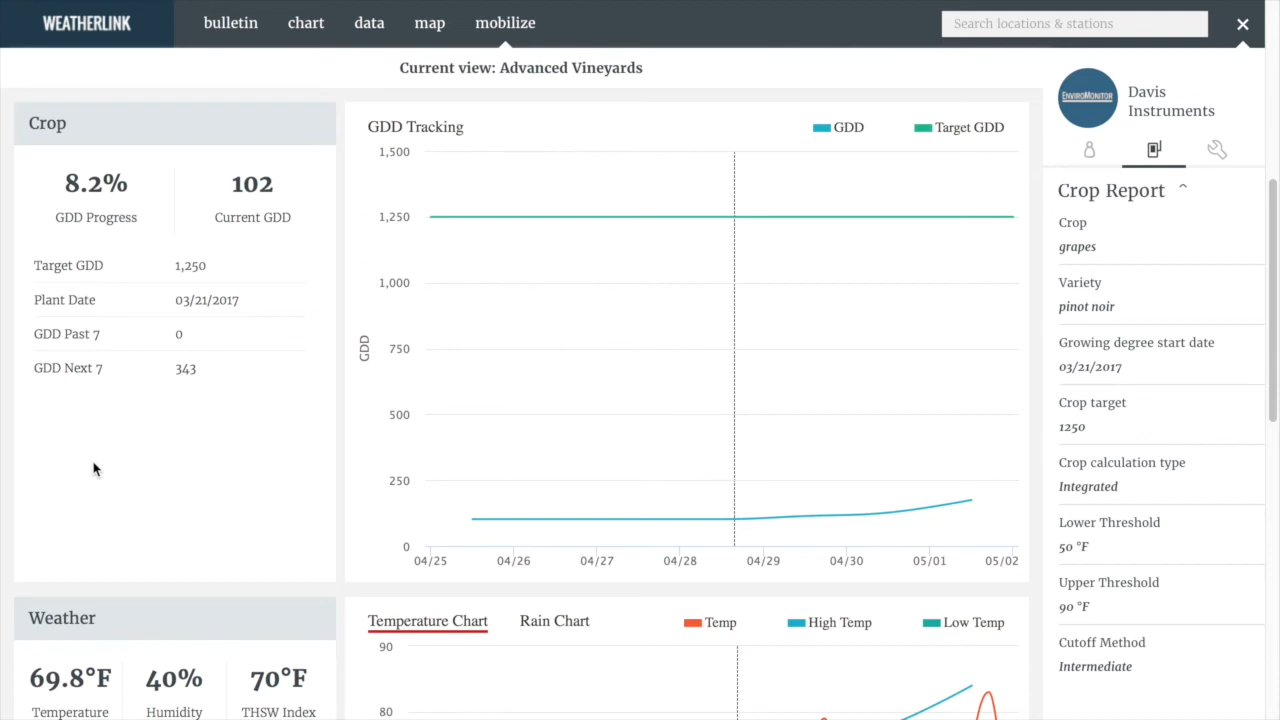 WEATHERLINK
bulletin chart data map mobilize
Search locations & stations
Current view: Advanced Vineyards
Crop
8.2% 102
GDD Progress Current GDD
Target GDD 1,250
Plant Date 03/21/2017
GDD Past 7 0
GDD Next 7 343
GDD Tracking
GDD Target GDD
1,500
1,250
1,000
750
500
250
0
GDD
04/25 04/26 04/27 04/28 04/29 04/30 05/01 05/02
Weather
69.8°F 40% 70°F
Temperature Humidity THSW Index
Temperature Chart Rain Chart
Temp High Temp Low Temp
90
80
ENVIROMONITOR
Davis
Instruments
Crop Report
Crop
grapes
Variety
pinot noir
Growing degree start date
03/21/2017
Crop target
1250
Crop calculation type
Integrated
Lower Threshold
50 °F
Upper Threshold
90 °F
Cutoff Method
Intermediate